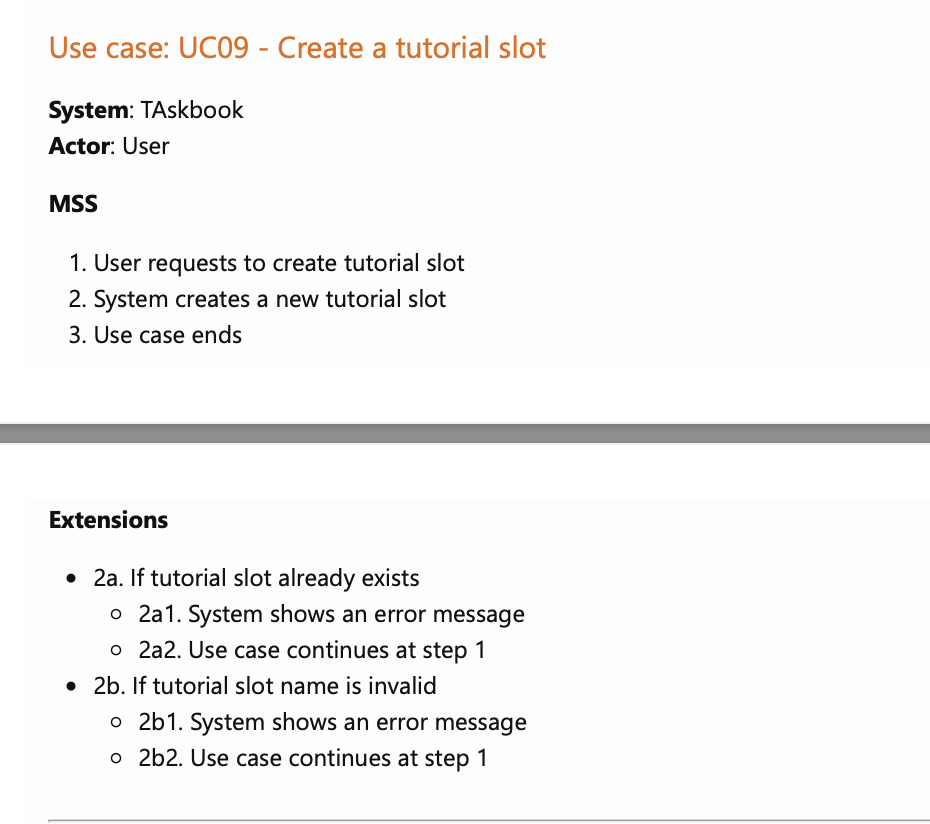 Use case: UC09 - Create a tutorial slot
System: TAskbook
Actor: User
MSS
1. User requests to create tutorial slot
2. System creates a new tutorial slot
3. Use case ends
Extensions
• 2a. If tutorial slot already exists
◦ 2a1. System shows an error message
◦ 2a2. Use case continues at step 1
• 2b. If tutorial slot name is invalid
◦ 2b1. System shows an error message
◦ 2b2. Use case continues at step 1